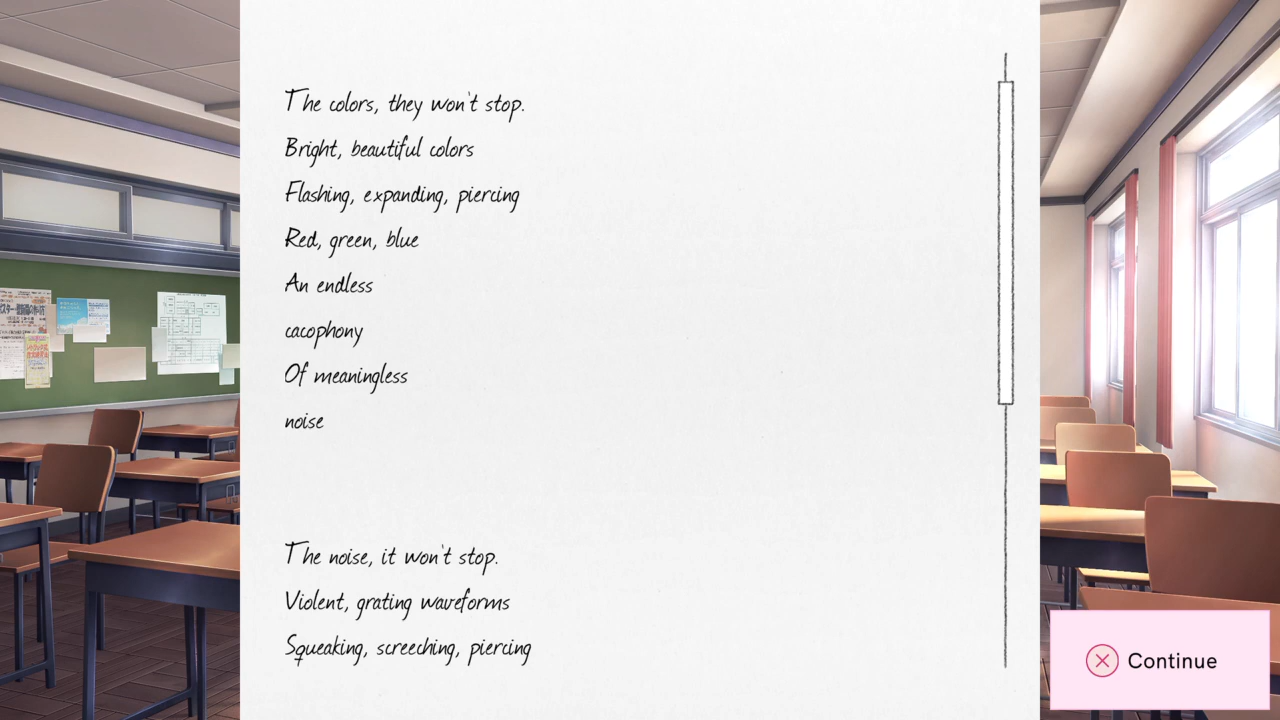 The colors, they won't stop.
Bright, beautiful colors
Flashing, expanding, piercing
Red, green, blue
An endless
cacophony
Of meaningless
noise
The noise, it won't stop.
Violent, grating waveforms
Squeaking, screeching, piercing
Continue